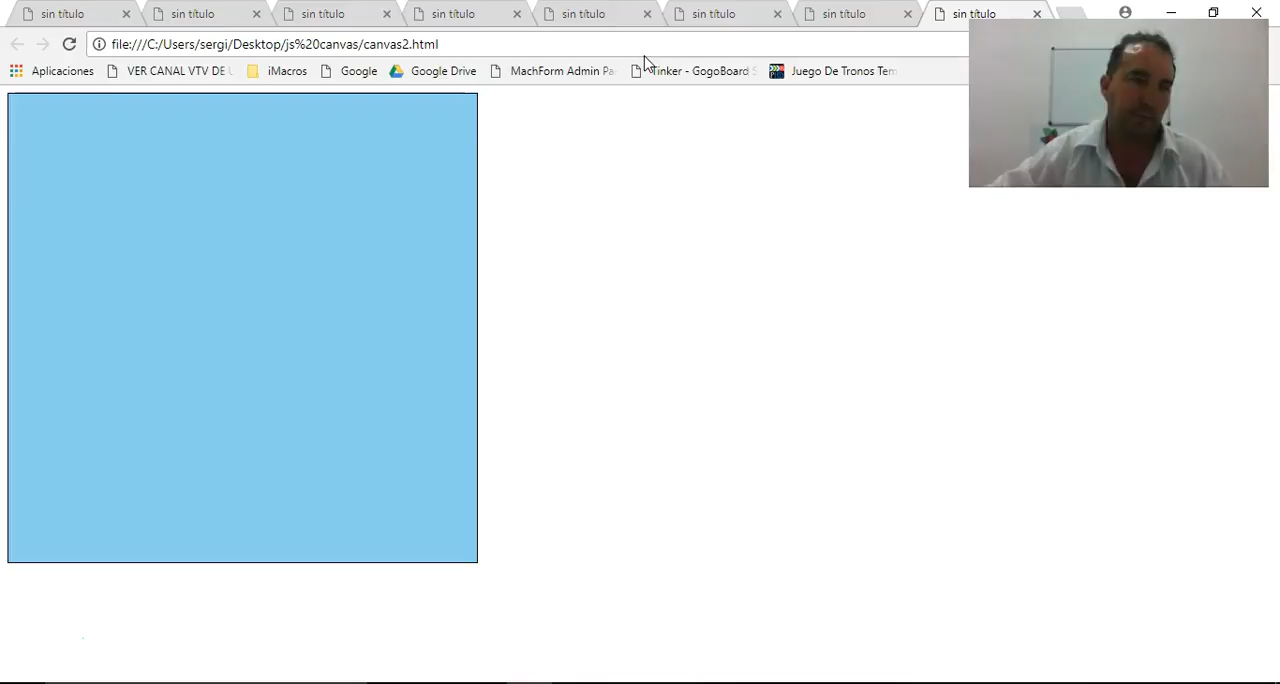 sin título sin título sin título sin título sin título sin título sin título sin título
file:///C:/Users/sergi/Desktop/js%20canvas/canvas2.html
Aplicaciones VER CANAL VTV DE iMacros Google Google Drive MachForm Admin Pa Tinker - GogoBoard S Juego De Tronos Tem